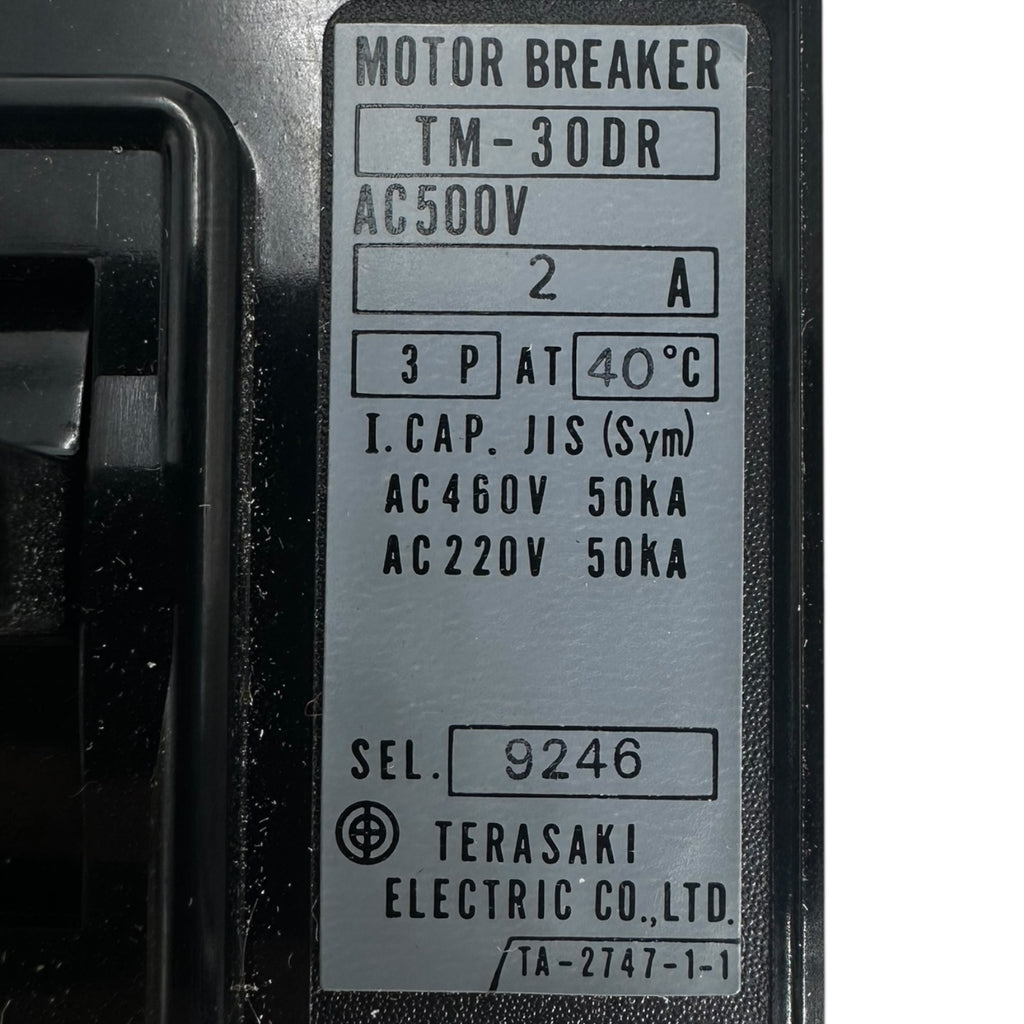 MOTOR BREAKER
TM-30DR
AC500V
2 A
3 P AT 40°C
I.CAP. JIS (Sym)
AC460V 50KA
AC220V 50KA
SEL. 9246
TERASAKI
ELECTRIC CO.,LTD.
TA-2747-1-1